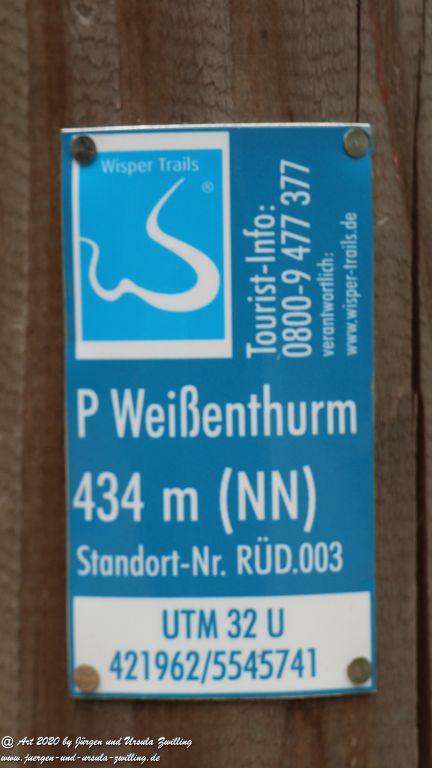 Wisper Trails
®
Tourist-Info:
0800-9 477 377
verantwortlich:
www.wisper-trails.de
P Weißenthurm
434 m (NN)
Standort-Nr. RÜD.003
UTM 32 U
421962/5545741
@ Art 2020 by Jürgen und Ursula Zwilling
www.juergen-und-ursula-zwilling.de